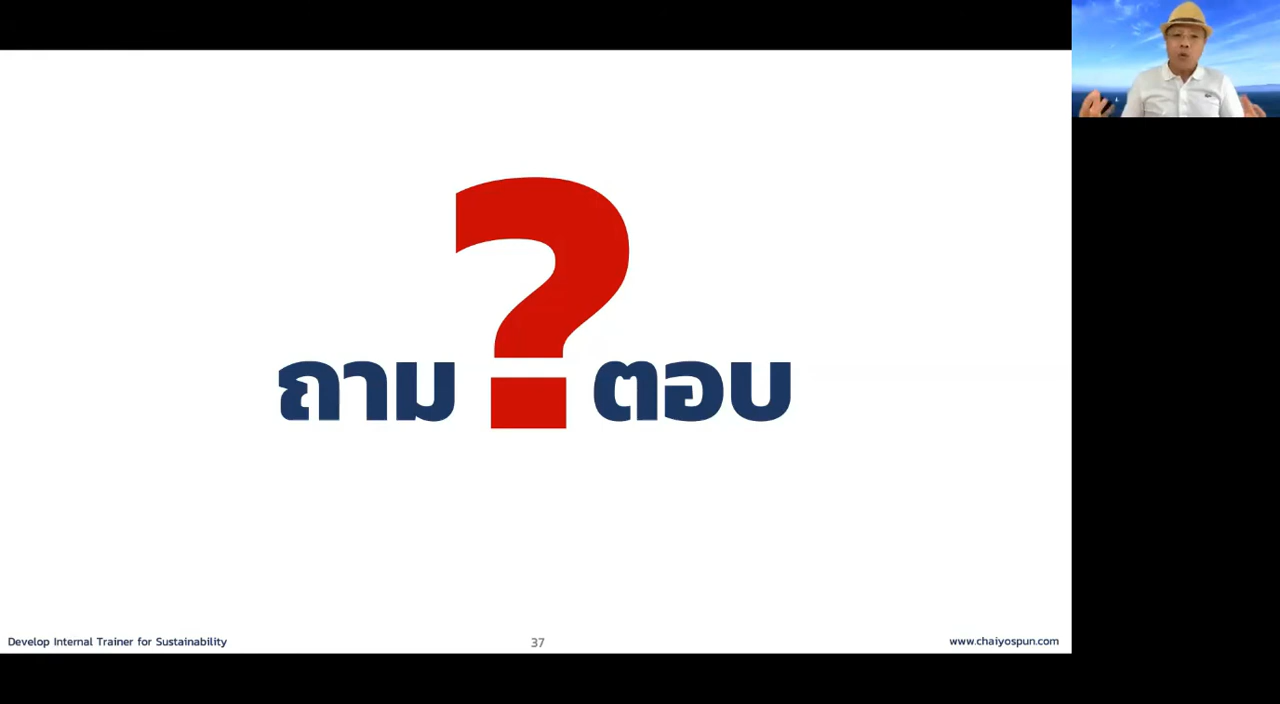 ถาม ? ตอบ
Develop Internal Trainer for Sustainability
37
www.chaiyospun.com